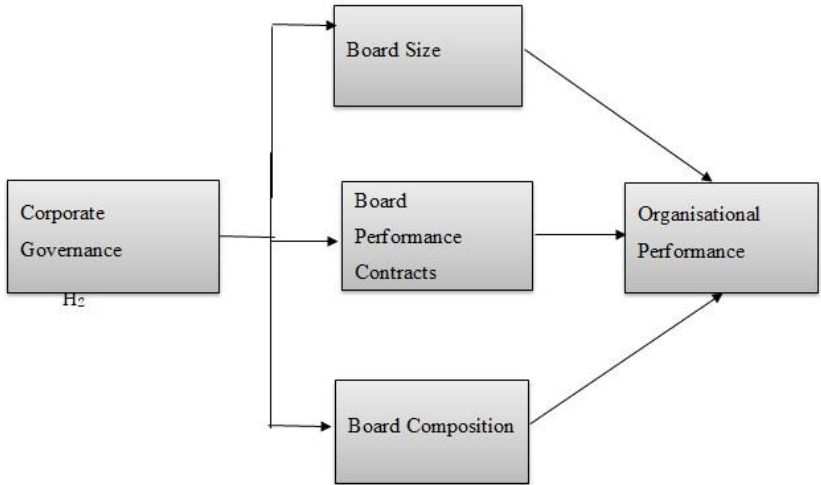 Board Size
Corporate
Governance
H2
Board
Performance
Contracts
Organisational
Performance
Board Composition